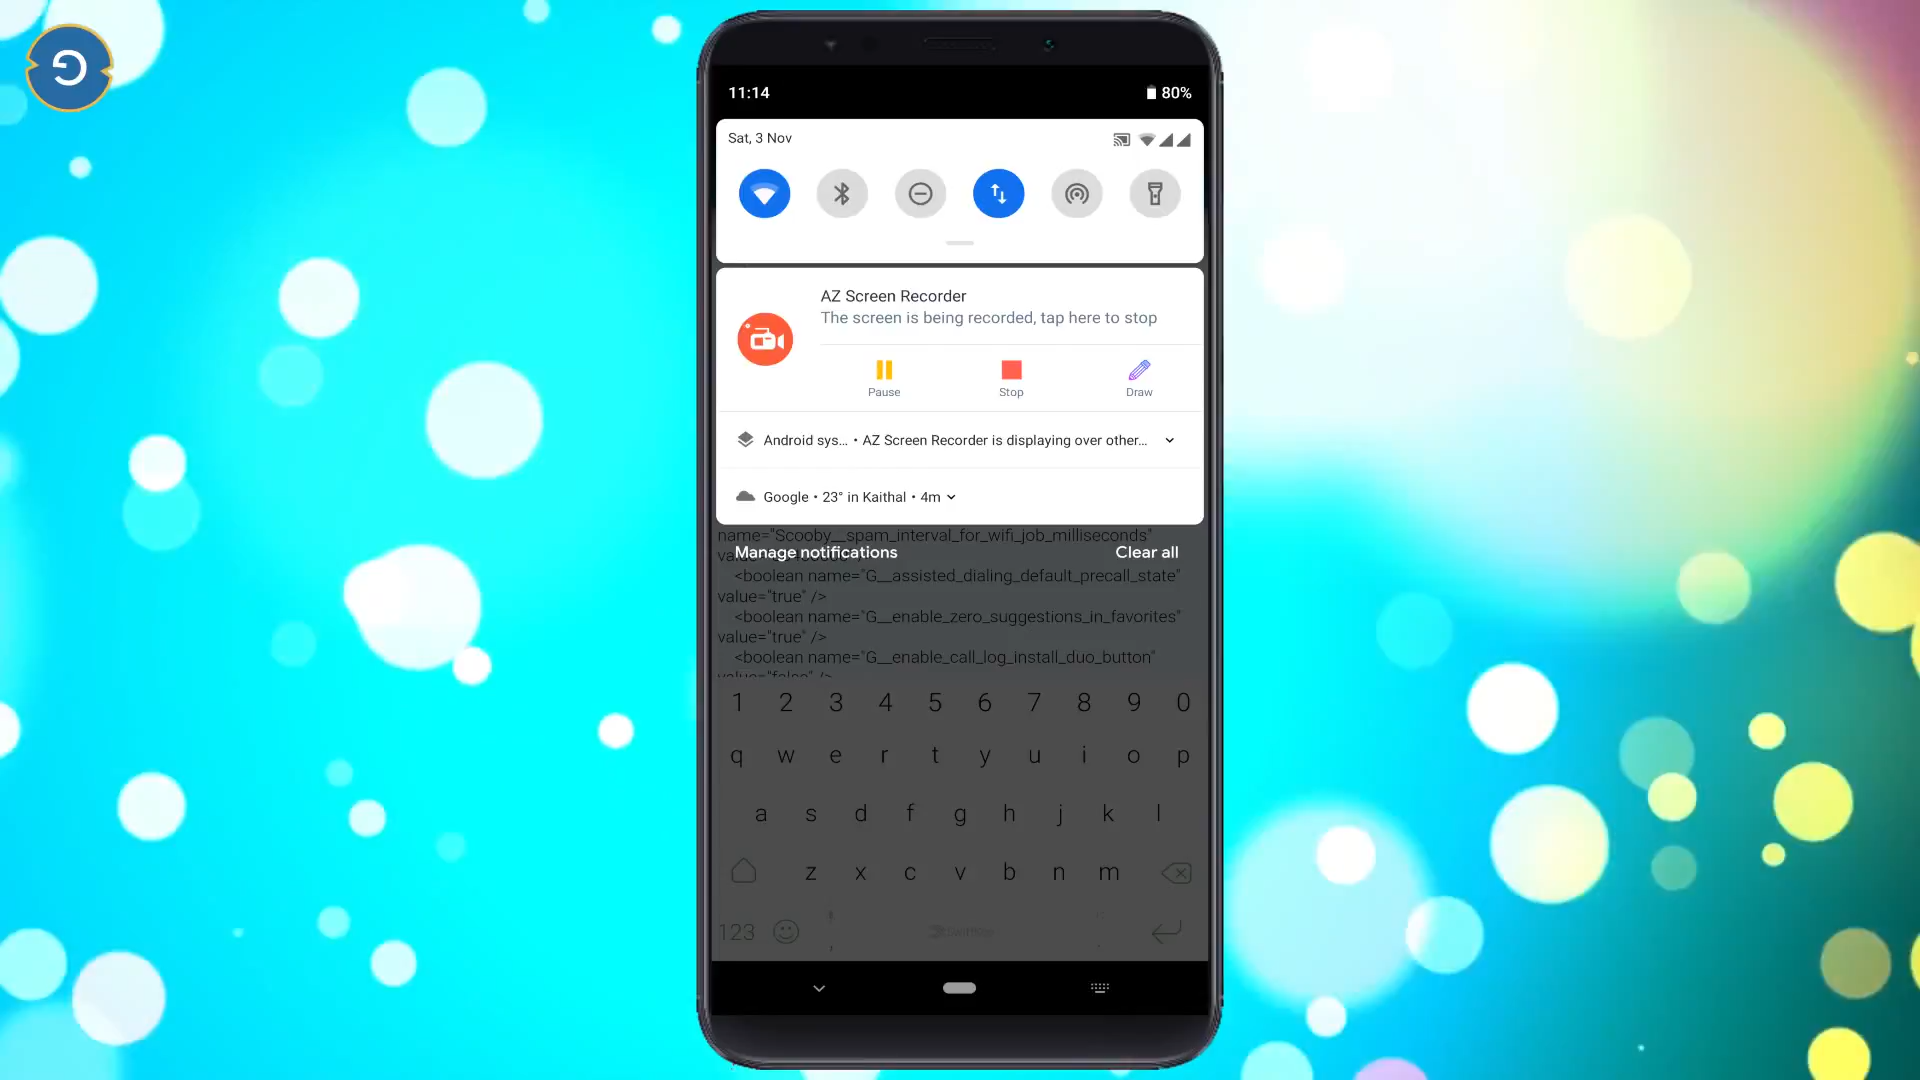 11:14
80%
Sat, 3 Nov
AZ Screen Recorder
The screen is being recorded, tap here to stop
Pause
Stop
Draw
Android sys... • AZ Screen Recorder is displaying over other...
Google • 23° in Kaithal • 4m
name="Scooby__spam_interval_for_wifi_job_milliseconds"
Manage notifications
Clear all
<boolean name="G__assisted_dialing_default_precall_state"
value="true" />
<boolean name="G__enable_zero_suggestions_in_favorites"
value="true" />
<boolean name="G__enable_call_log_install_duo_button"
value="false" />
1 2 3 4 5 6 7 8 9 0
q w e r t y u i o p
a s d f g h j k l
z x c v b n m
123
SwiftKey